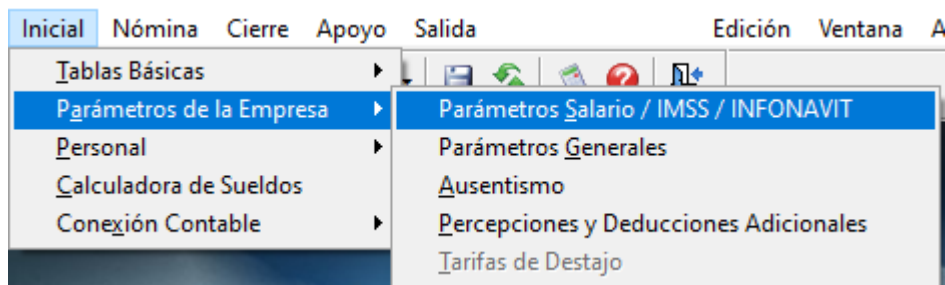 Inicial Nómina Cierre Apoyo Salida Edición Ventana
Tablas Básicas
Parámetros de la Empresa
Personal
Calculadora de Sueldos
Conexión Contable
Parámetros Salario / IMSS / INFONAVIT
Parámetros Generales
Ausentismo
Percepciones y Deducciones Adicionales
Tarifas de Destajo